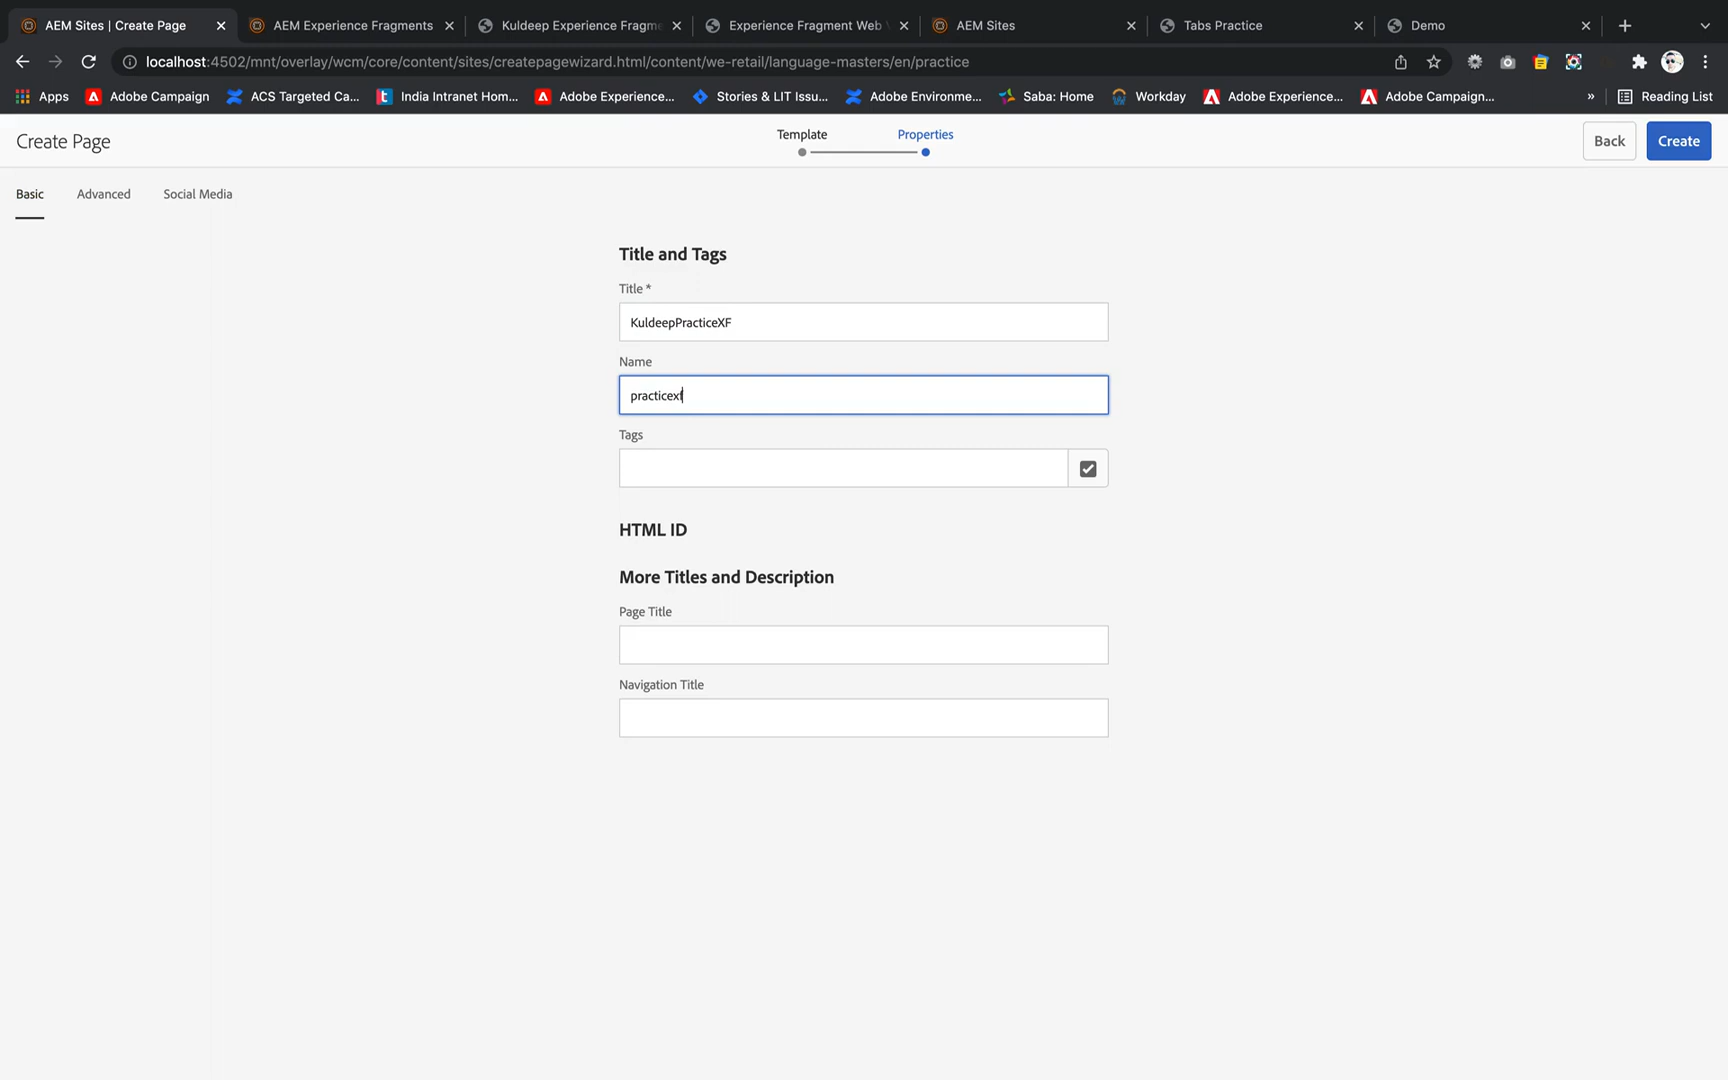 AEM Sites | Create Page
AEM Experience Fragments
Kuldeep Experience Fragme
Experience Fragment Web
AEM Sites
Tabs Practice
Demo
localhost:4502/mnt/overlay/wcm/core/content/sites/createpagewizard.html/content/we-retail/language-masters/en/practice
Apps
Adobe Campaign
ACS Targeted Ca...
India Intranet Hom...
Adobe Experience...
Stories & LIT Issu...
Adobe Environme...
Saba: Home
Workday
Adobe Experience...
Adobe Campaign...
»
Reading List
Create Page
Template
Properties
Back
Create
Basic
Advanced
Social Media
Title and Tags
Title *
KuldeepPracticeXF
Name
practicexf
Tags
HTML ID
More Titles and Description
Page Title
Navigation Title